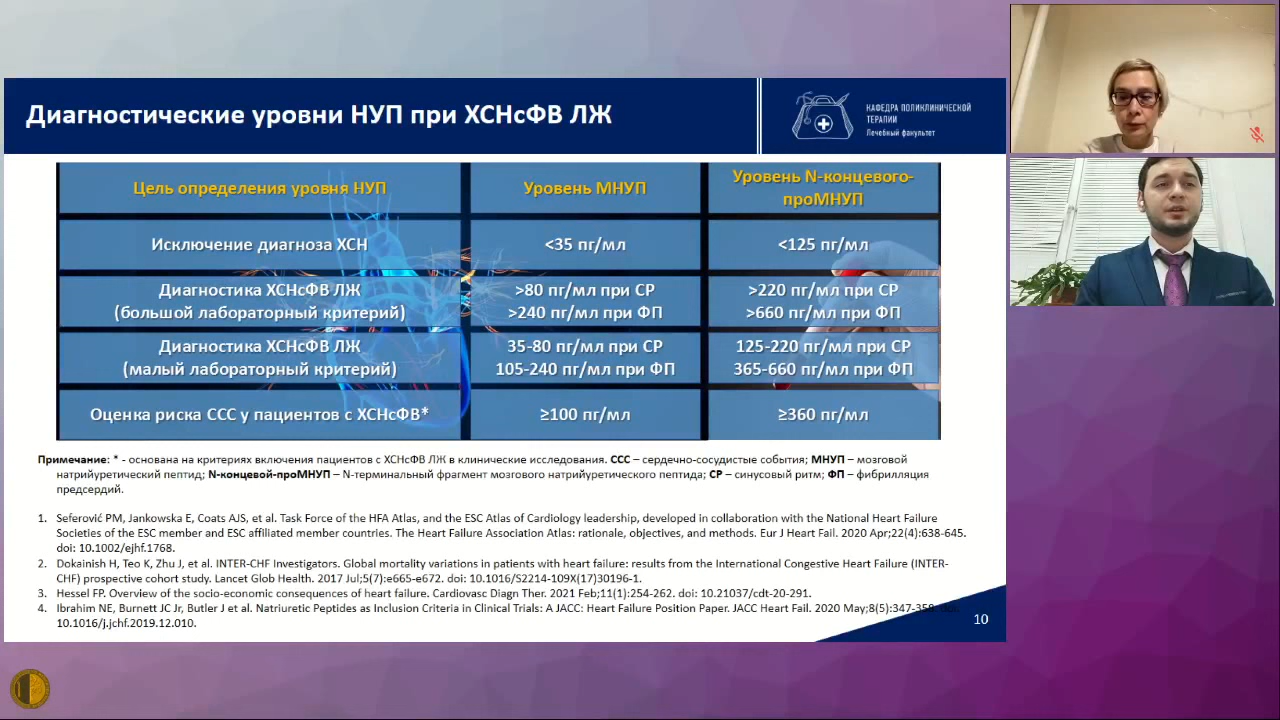 Диагностические уровни НУП при ХСНсФВ ЛЖ
КАФЕДРА ПОЛИКЛИНИЧЕСКОЙ
ТЕРАПИИ
Лечебный факультет
Цель определения уровня НУП
Уровень МНУП
Уровень N-концевого-
проМНУП
Исключение диагноза ХСН
<35 пг/мл
<125 пг/мл
Диагностика ХСНсФВ ЛЖ
(большой лабораторный критерий)
>80 пг/мл при СР
>240 пг/мл при ФП
>220 пг/мл при СР
>660 пг/мл при ФП
Диагностика ХСНсФВ ЛЖ
(малый лабораторный критерий)
35-80 пг/мл при СР
105-240 пг/мл при ФП
125-220 пг/мл при СР
365-660 пг/мл при ФП
Оценка риска ССС у пациентов с ХСНсФВ*
≥100 пг/мл
≥360 пг/мл
Примечание: * - основана на критериях включения пациентов с ХСНсФВ ЛЖ в клинические исследования. ССС – сердечно-сосудистые события; МНУП – мозговой
натрийуретический пептид; N-концевой-проМНУП – N-терминальный фрагмент мозгового натрийуретического пептида; СР – синусовый ритм; ФП – фибрилляция
предсердий.
1. Seferović PM, Jankowska E, Coats AJS, et al. Task Force of the HFA Atlas, and the ESC Atlas of Cardiology leadership, developed in collaboration with the National Heart Failure
Societies of the ESC member and ESC affiliated member countries. The Heart Failure Association Atlas: rationale, objectives, and methods. Eur J Heart Fail. 2020 Apr;22(4):638-645.
doi: 10.1002/ejhf.1768.
2. Dokainish H, Teo K, Zhu J, et al. INTER-CHF Investigators. Global mortality variations in patients with heart failure: results from the International Congestive Heart Failure (INTER-
CHF) prospective cohort study. Lancet Glob Health. 2017 Jul;5(7):e665-e672. doi: 10.1016/S2214-109X(17)30196-1.
3. Hessel FP. Overview of the socio-economic consequences of heart failure. Cardiovasc Diagn Ther. 2021 Feb;11(1):254-262. doi: 10.21037/cdt-20-291.
4. Ibrahim NE, Burnett JC Jr, Butler J et al. Natriuretic Peptides as Inclusion Criteria in Clinical Trials: A JACC: Heart Failure Position Paper. JACC Heart Fail. 2020 May;8(5):347-358. doi:
10.1016/j.jchf.2019.12.010.
10